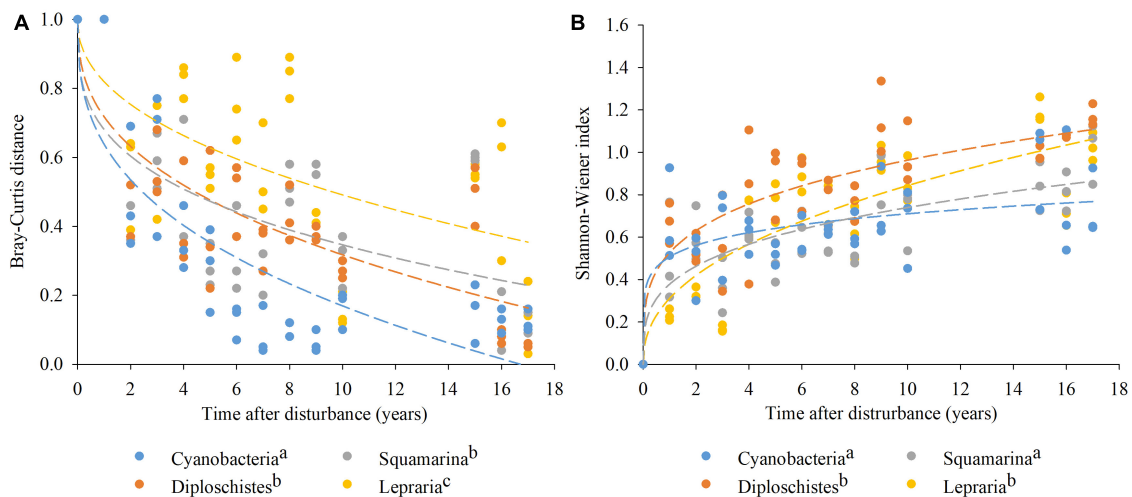 A
1.0
0.8
0.6
0.4
0.2
0.0
Bray-Curtis distance
0 2 4 6 8 10 12 14 16 18
Time after disturbance (years)
Cyanobacteriaᵃ Squamarinaᵇ
Diploschistesᵇ Leprariaᶜ
B
1.6
1.4
1.2
1.0
0.8
0.6
0.4
0.2
0.0
Shannon-Wiener index
0 2 4 6 8 10 12 14 16 18
Time after distrurbance (years)
Cyanobacteriaᵃ Squamarinaᵃ
Diploschistesᵇ Leprariaᵇ